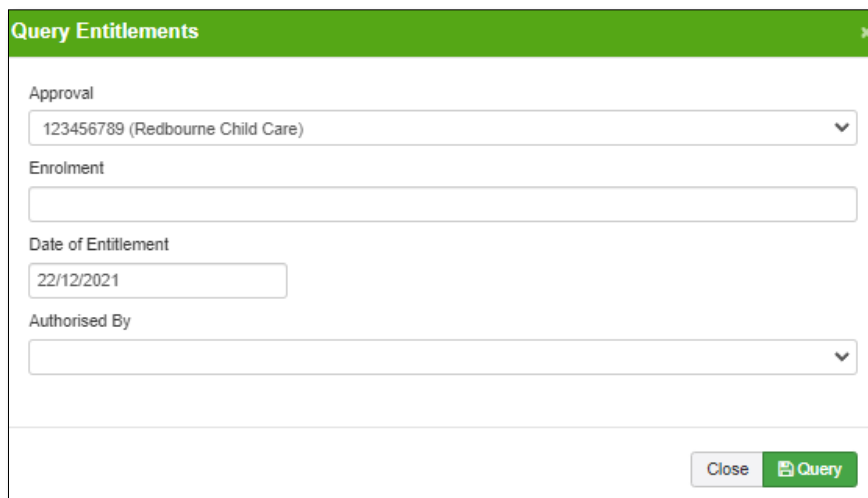 Query Entitlements
Approval
123456789 (Redbourne Child Care)
Enrolment
Date of Entitlement
22/12/2021
Authorised By
Close Query